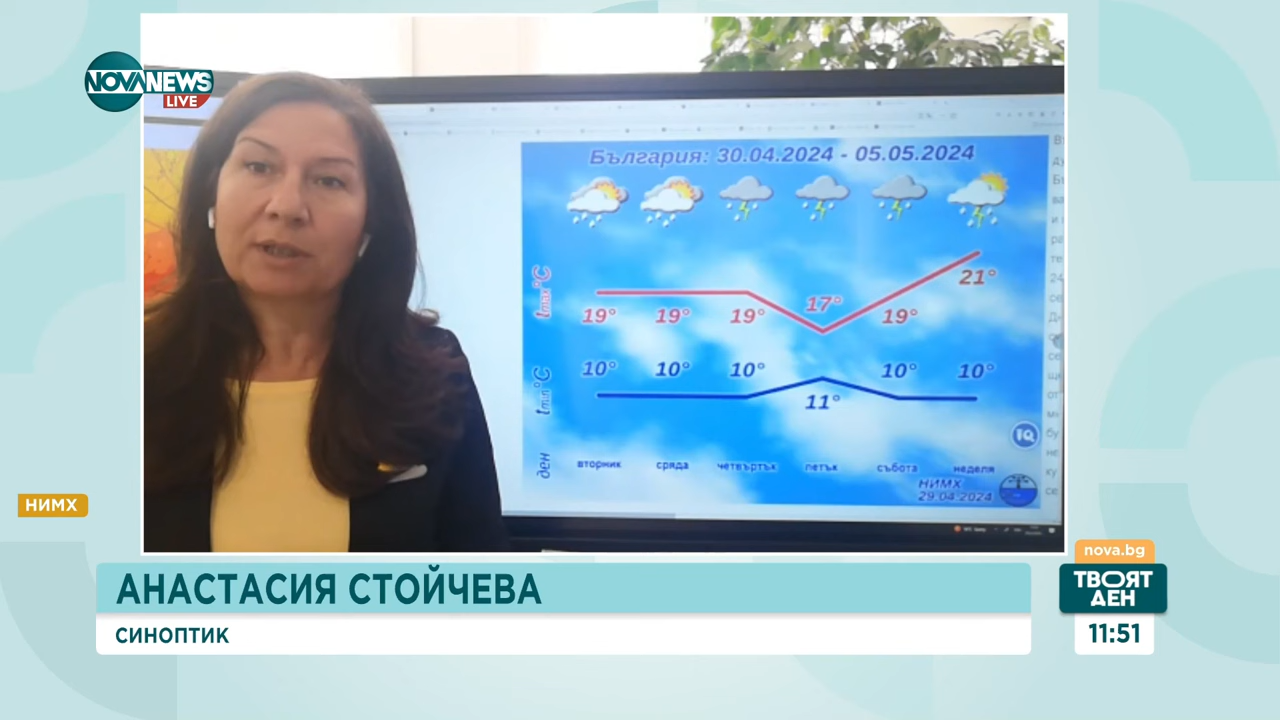 NOVANEWS
LIVE
България: 30.04.2024 - 05.05.2024
tmax°C
19° 19° 19° 17° 19° 21°
tmin°C
10° 10° 10° 11° 10° 10°
ден
вторник сряда четвъртък петък събота неделя
НИМХ
29.04.2024
НИМХ
АНАСТАСИЯ СТОЙЧЕВА
СИНОПТИК
nova.bg
ТВОЯТ
ДЕН
11:51